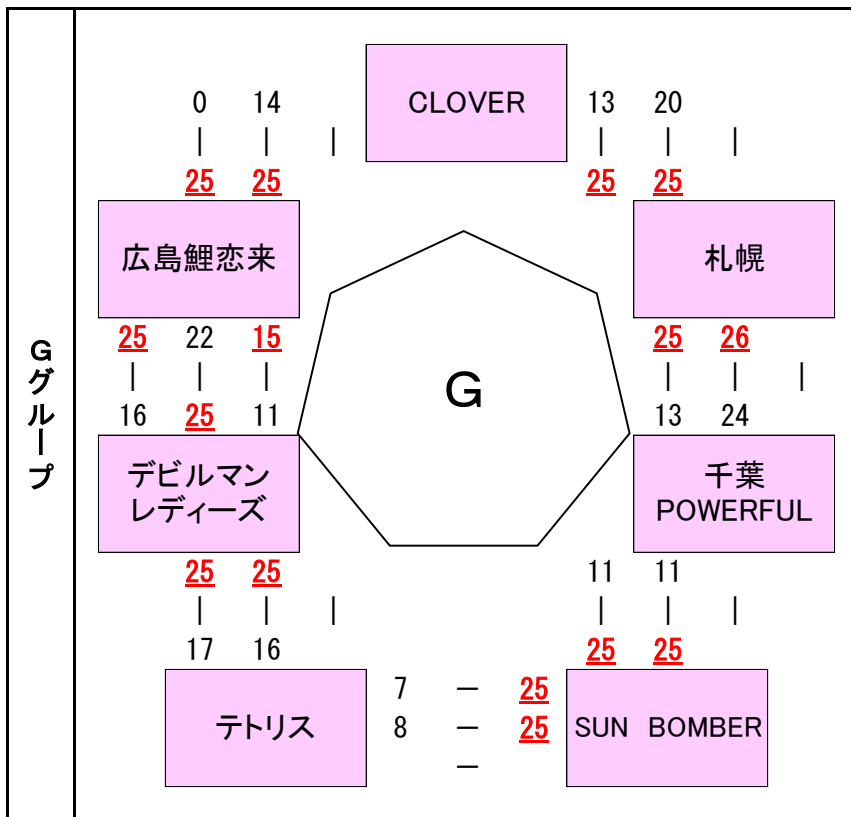 Gグループ
CLOVER
0 14
| | |
25 25
13 20
| | |
25 25
広島鯉恋来
札幌
25 22 15
| | |
16 25 11
25 26
| | |
13 24
G
デビルマン
レディーズ
千葉
POWERFUL
25 25
| | |
17 16
11 11
| | |
25 25
テトリス
7 － 25
8 － 25
－
SUN BOMBER